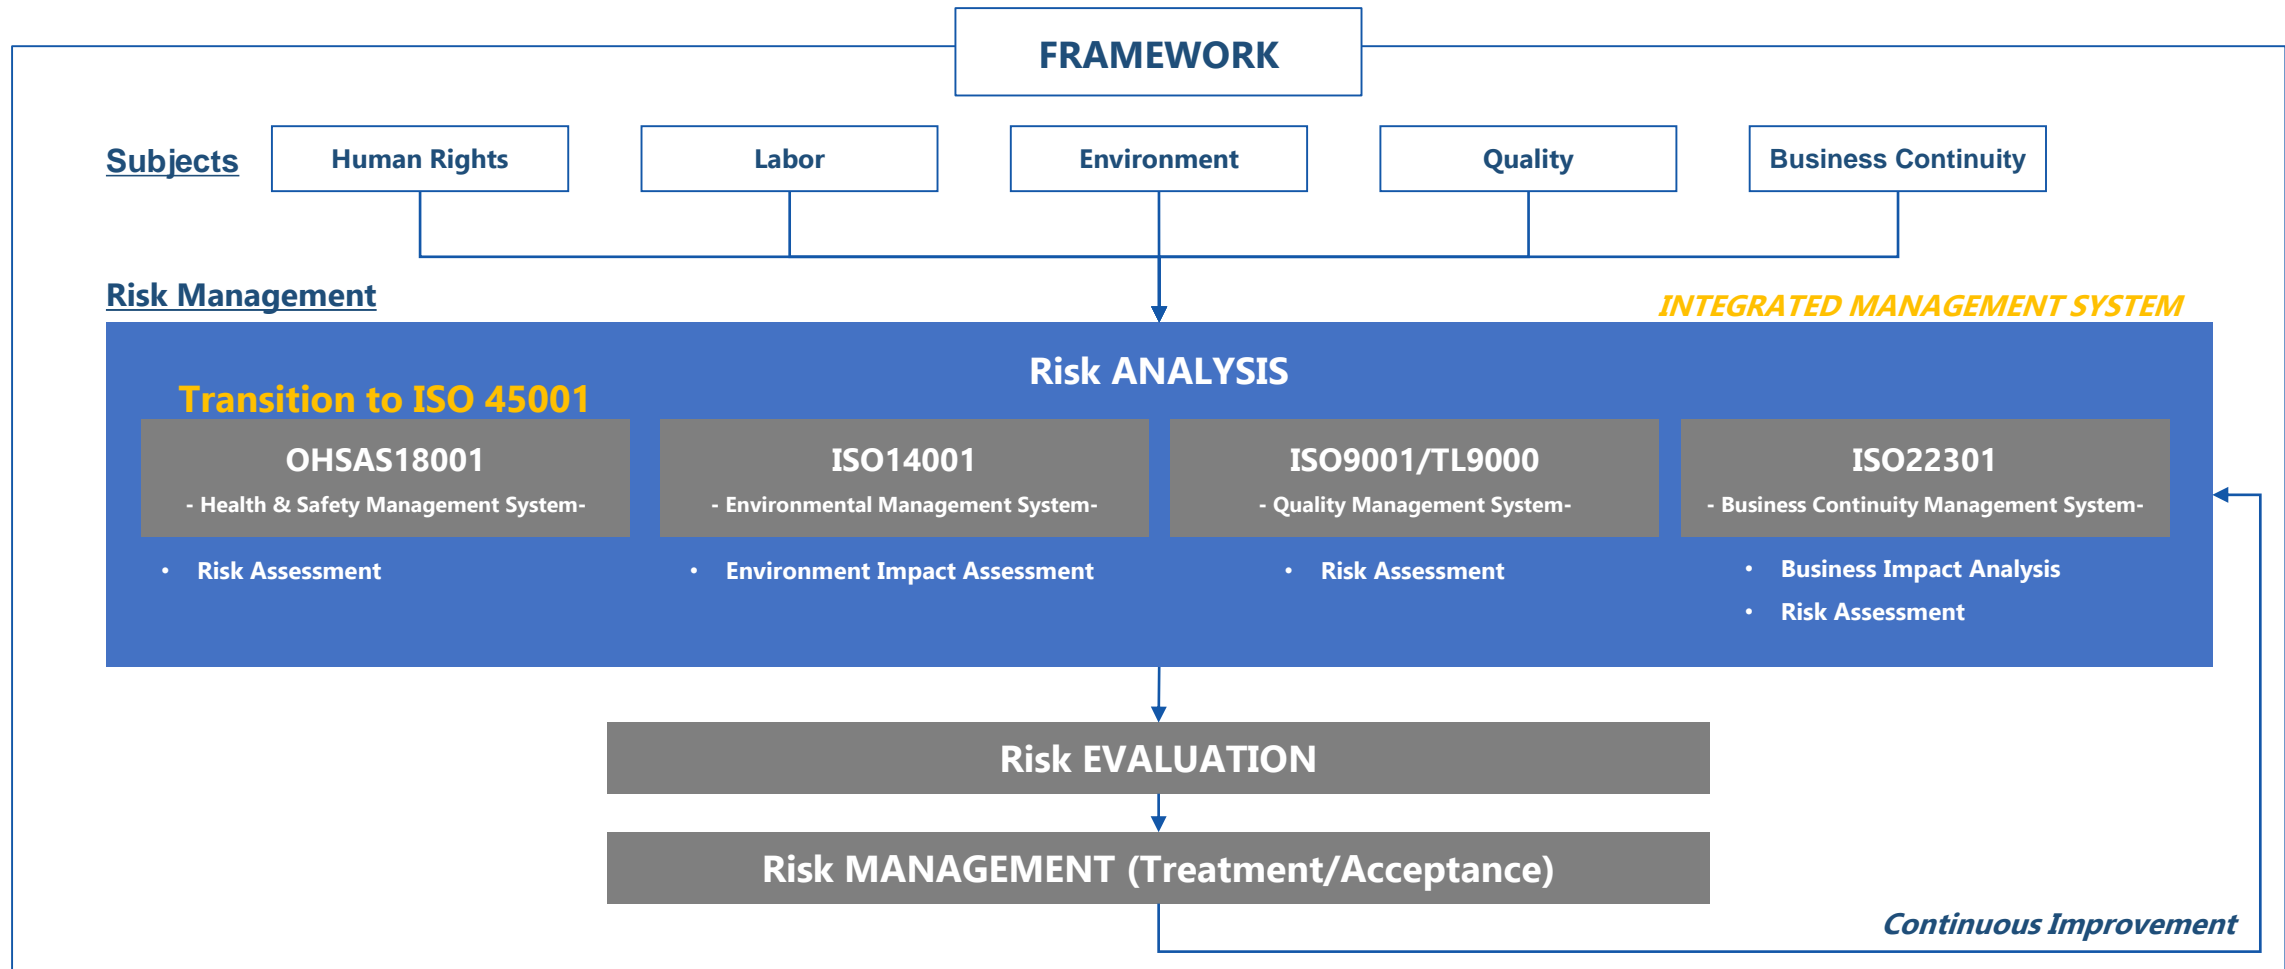 FRAMEWORK
Subjects
Human Rights
Labor
Environment
Quality
Business Continuity
Risk Management
INTEGRATED MANAGEMENT SYSTEM
Risk ANALYSIS
Transition to ISO 45001
OHSAS18001
- Health & Safety Management System-
ISO14001
- Environmental Management System-
ISO9001/TL9000
- Quality Management System-
ISO22301
- Business Continuity Management System-
• Risk Assessment
• Environment Impact Assessment
• Risk Assessment
• Business Impact Analysis
• Risk Assessment
Risk EVALUATION
Risk MANAGEMENT (Treatment/Acceptance)
Continuous Improvement